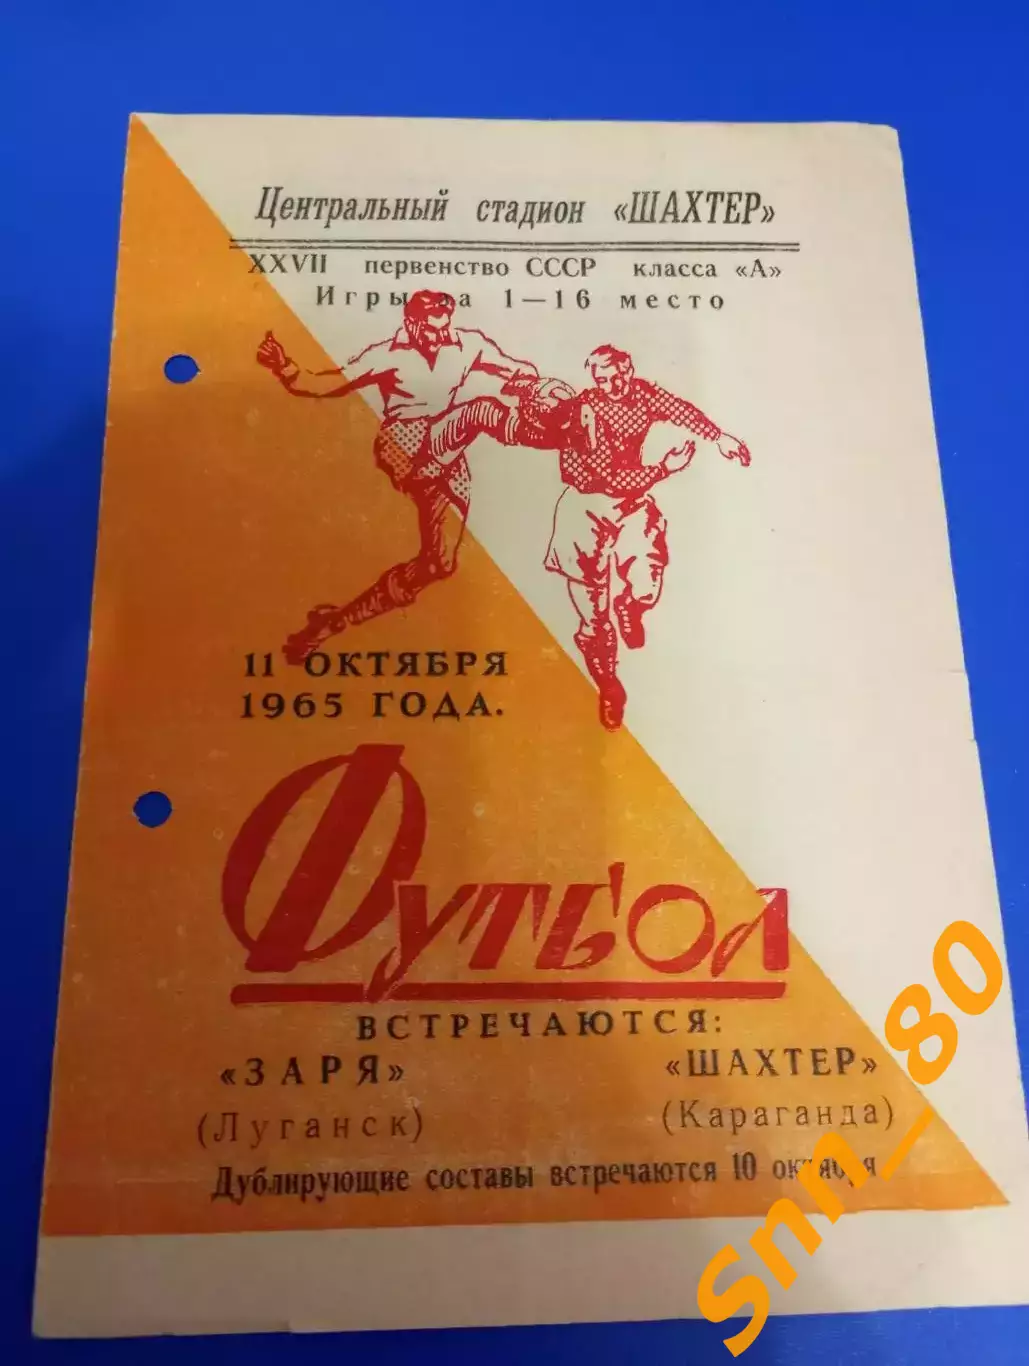 Центральный стадион «ШАХТЕР»
XXVII первенство СССР класса «А»
Игры за 1—16 место
11 ОКТЯБРЯ
1965 ГОДА.
Футбол
ВСТРЕЧАЮТСЯ:
«ЗАРЯ» «ШАХТЕР»
(Луганск) (Караганда)
Дублирующие составы встречаются 10 октября
Snn_80